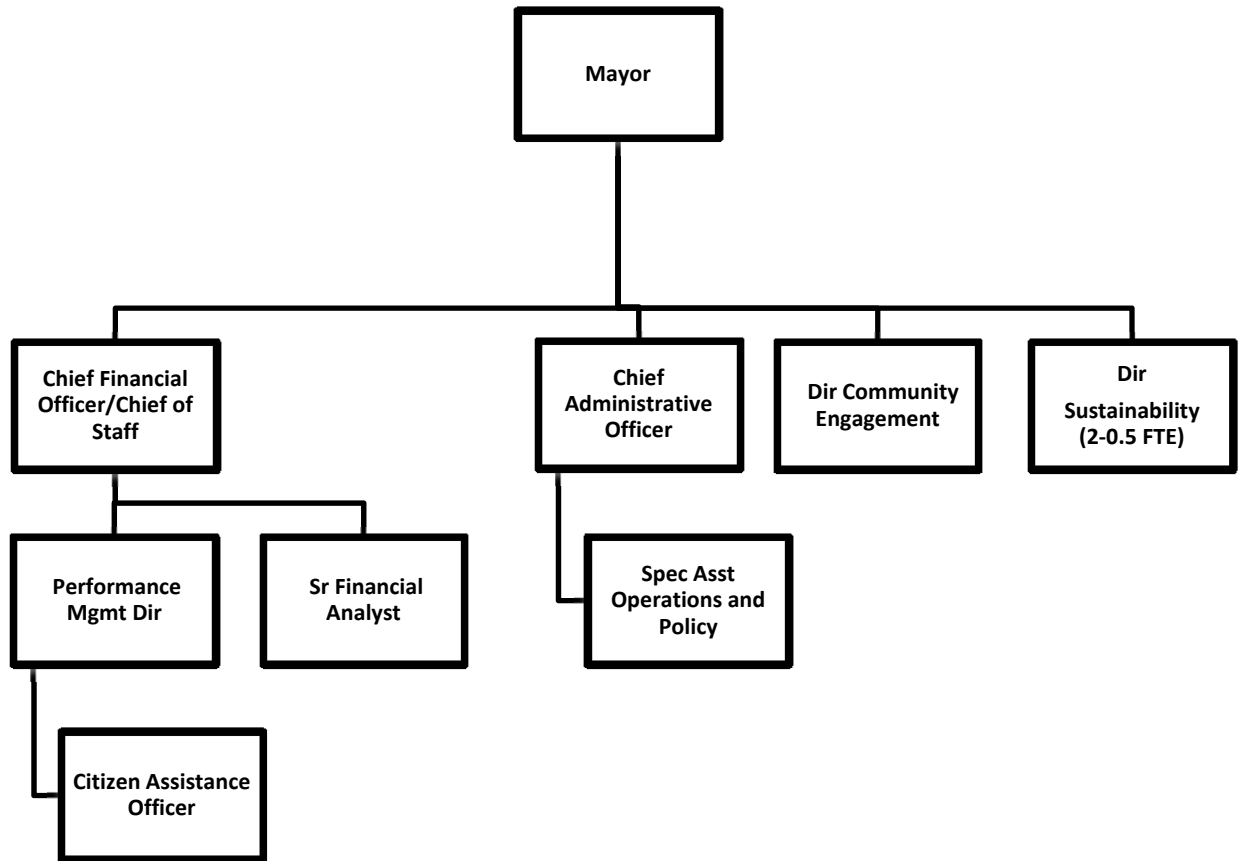 Mayor
Chief Financial
Officer/Chief of
Staff
Chief
Administrative
Officer
Dir Community
Engagement
Dir
Sustainability
(2-0.5 FTE)
Performance
Mgmt Dir
Sr Financial
Analyst
Spec Asst
Operations and
Policy
Citizen Assistance
Officer